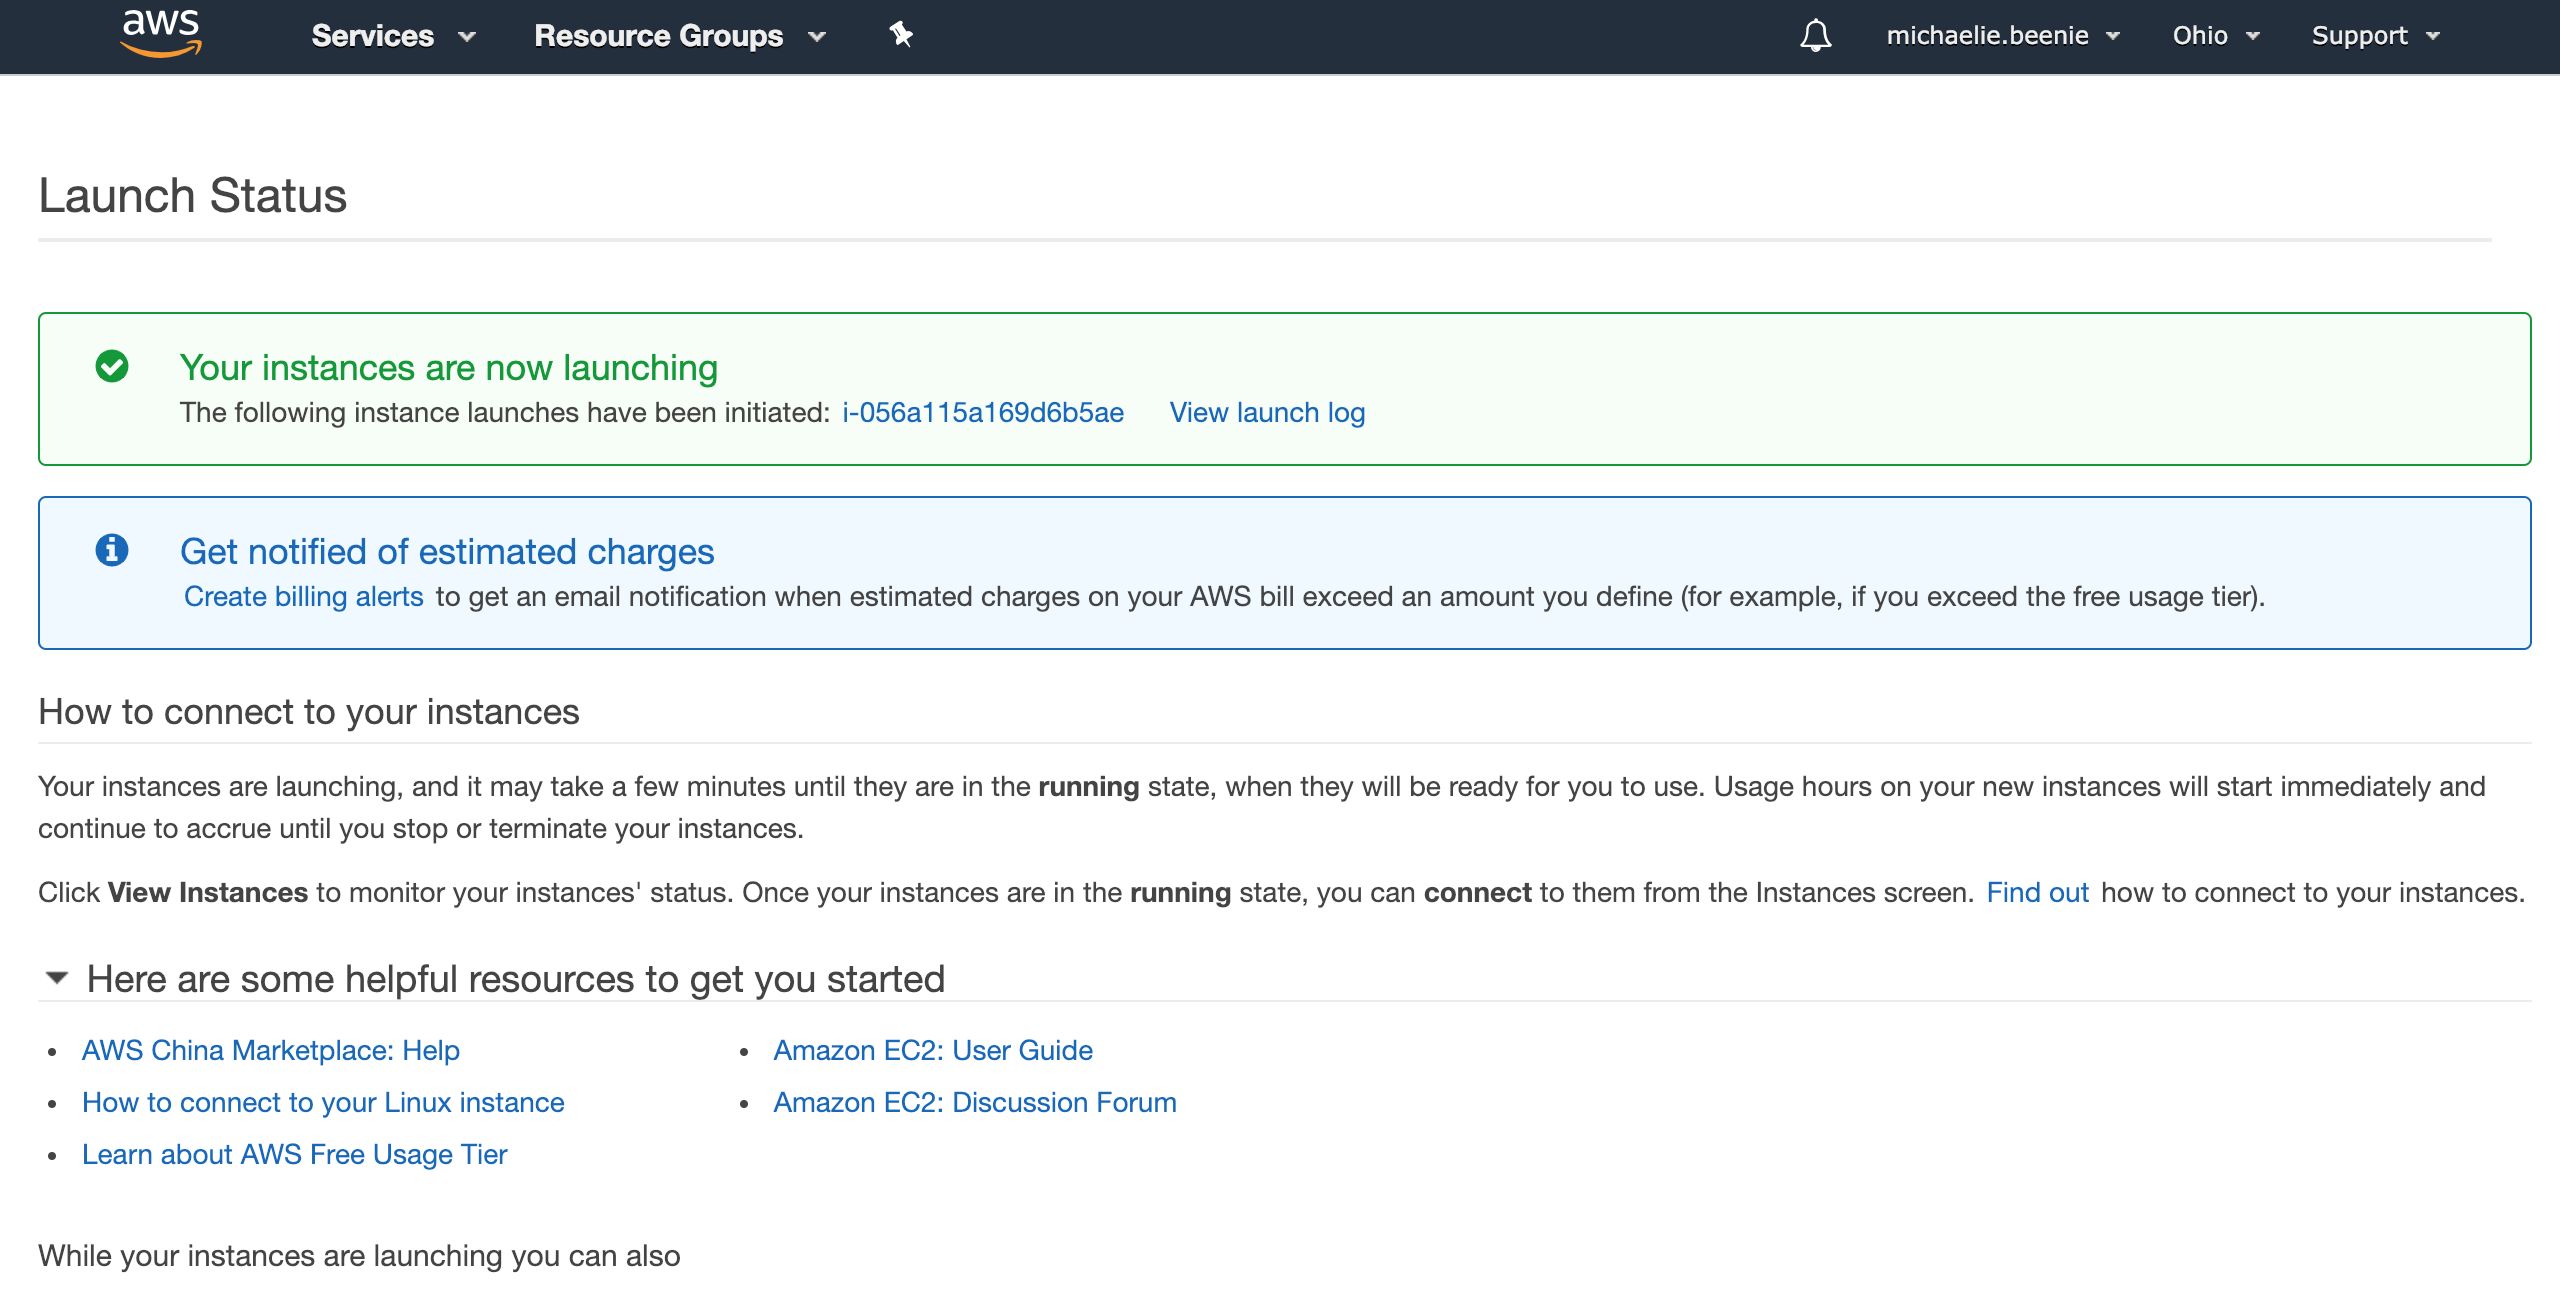 aws Services Resource Groups michaelie.beenie Ohio Support
Launch Status
Your instances are now launching
The following instance launches have been initiated: i-056a115a169d6b5ae View launch log
Get notified of estimated charges
Create billing alerts to get an email notification when estimated charges on your AWS bill exceed an amount you define (for example, if you exceed the free usage tier).
How to connect to your instances
Your instances are launching, and it may take a few minutes until they are in the running state, when they will be ready for you to use. Usage hours on your new instances will start immediately and
continue to accrue until you stop or terminate your instances.
Click View Instances to monitor your instances' status. Once your instances are in the running state, you can connect to them from the Instances screen. Find out how to connect to your instances.
Here are some helpful resources to get you started
• AWS China Marketplace: Help
• How to connect to your Linux instance
• Learn about AWS Free Usage Tier
• Amazon EC2: User Guide
• Amazon EC2: Discussion Forum
While your instances are launching you can also